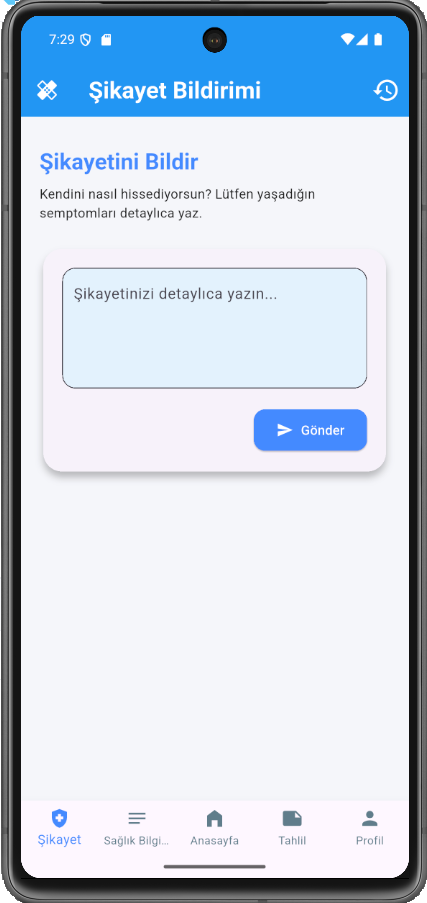 7:29
Şikayet Bildirimi
Şikayetini Bildir
Kendini nasıl hissediyorsun? Lütfen yaşadığın
semptomları detaylıca yaz.
Şikayetinizi detaylıca yazın...
Gönder
Şikayet
Sağlık Bilgi...
Anasayfa
Tahlil
Profil